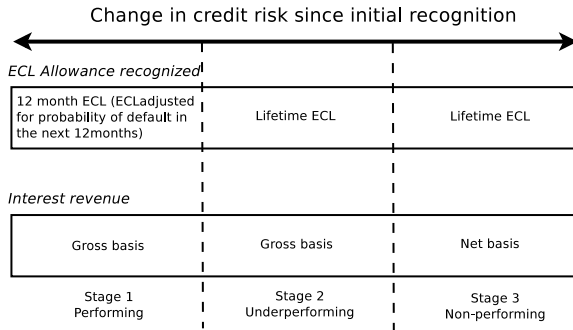 Change in credit risk since initial recognition
ECL Allowance recognized
12 month ECL (ECLadjusted
for probability of default in
the next 12months)
Lifetime ECL
Lifetime ECL
Interest revenue
Gross basis
Gross basis
Net basis
Stage 1
Performing
Stage 2
Underperforming
Stage 3
Non-performing